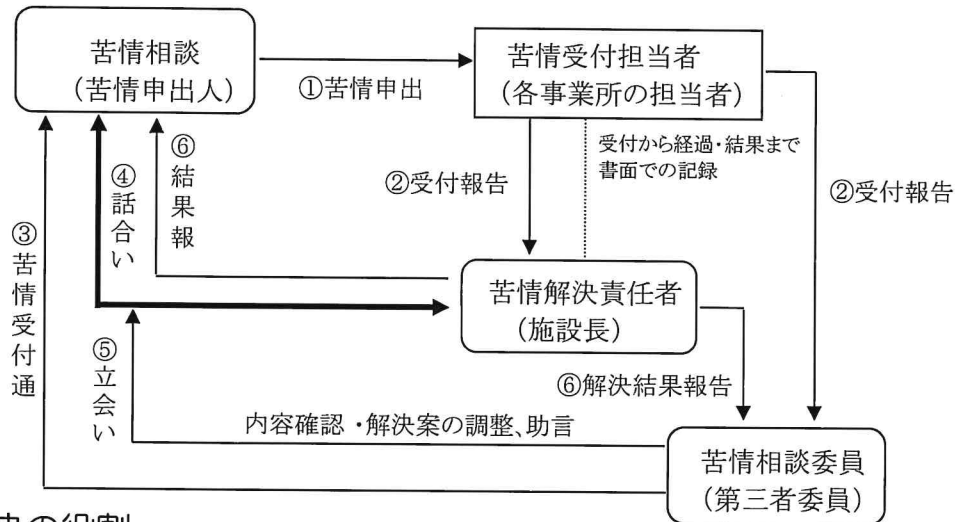 苦情相談
(苦情申出人)
①苦情申出
苦情受付担当者
(各事業所の担当者)
②受付報告
受付から経過・結果まで
書面での記録
②受付報告
③苦情受付通
④話合い
⑥結果報
苦情解決責任者
(施設長)
⑤立会い
⑥解決結果報告
内容確認・解決案の調整、助言
苦情相談委員
(第三者委員)
の役割